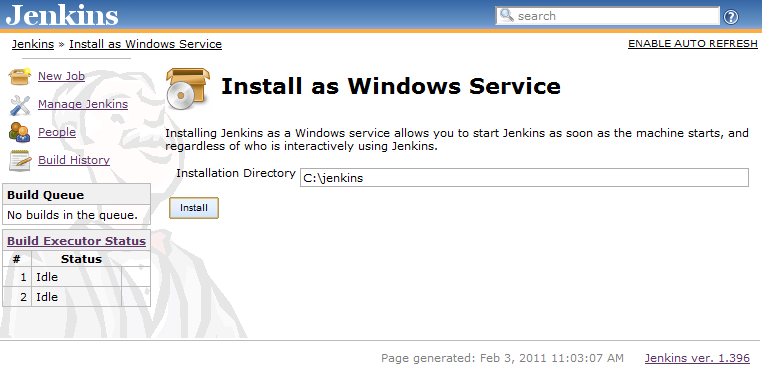 Jenkins
search
?
Jenkins » Install as Windows Service
ENABLE AUTO REFRESH
New Job
Manage Jenkins
People
Build History
Build Queue
No builds in the queue.
Build Executor Status
# Status
1 Idle
2 Idle
Install as Windows Service
Installing Jenkins as a Windows service allows you to start Jenkins as soon as the machine starts, and
regardless of who is interactively using Jenkins.
Installation Directory C:\jenkins
Install
Page generated: Feb 3, 2011 11:03:07 AM Jenkins ver. 1.396